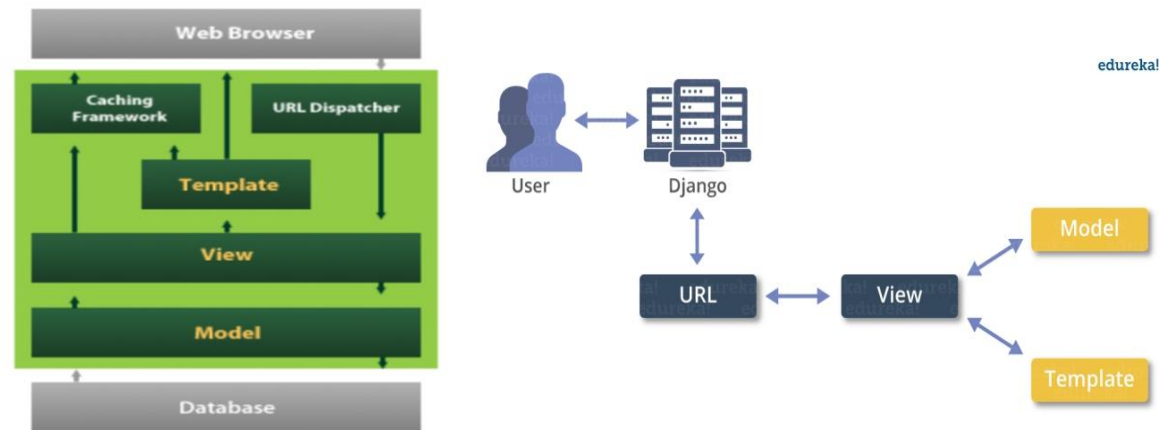 Web Browser
Caching
Framework
URL Dispatcher
Template
View
Model
Database
edureka!
User
Django
URL
View
Model
Template